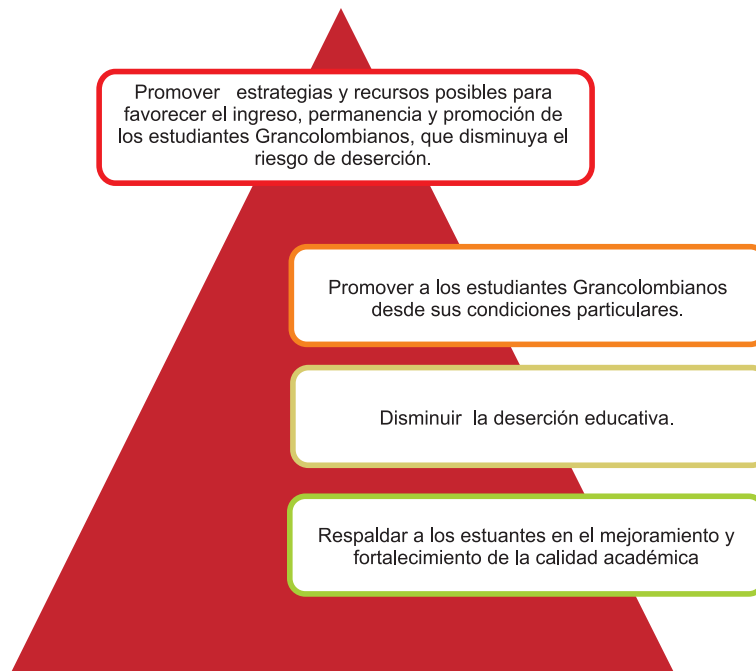 Promover estrategias y recursos posibles para
favorecer el ingreso, permanencia y promoción de
los estudiantes Grancolombianos, que disminuya el
riesgo de deserción.
Promover a los estudiantes Grancolombianos
desde sus condiciones particulares.
Disminuir la deserción educativa.
Respaldar a los estuantes en el mejoramiento y
fortalecimiento de la calidad académica